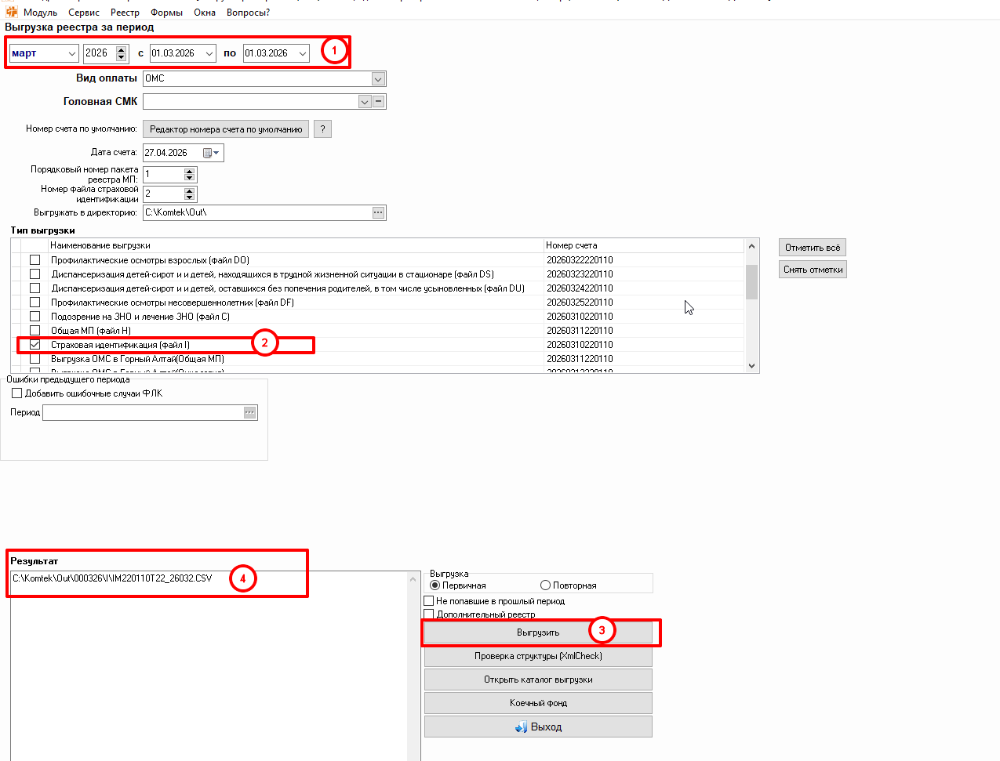 Модуль Сервис Реестр Формы Окна Вопросы?
Выгрузка реестра за период
март 2026 с 01.03.2026 по 01.03.2026 1
Вид оплаты ОМС
Головная СМК
Номер счета по умолчанию: Редактор номера счета по умолчанию ?
Дата счета: 27.04.2026
Порядковый номер пакета
реестра МП: 1
Номер файла страховой
идентификации 2
Выгружать в директорию: C:\Komtek\Out\
Тип выгрузки
Наименование выгрузки Номер счета
Профилактические осмотры взрослых (файл DO) 20260322220110
Диспансеризация детей-сирот и и детей, находящихся в трудной жизненной ситуации в стационаре (файл DS) 20260323220110
Диспансеризация детей-сирот и и детей, оставшихся без попечения родителей, в том числе усыновленных (файл DU) 20260324220110
Профилактические осмотры несовершеннолетних (файл DF) 20260325220110
Подозрение на ЗНО и лечение ЗНО (файл C) 20260310220110
Общая МП (файл H) 20260311220110
Страховая идентификация (файл I) 2 20260310220110
Выгрузка ОМС в Горный Алтай(Общая МП) 20260311220110
Отметить всё
Снять отметки
Ошибки предыдущего периода
Добавить ошибочные случаи ФЛК
Период
Результат
C:\Komtek\Out\000326\I\IM220110T22_26032.CSV 4
Выгрузка
Первичная Повторная
Не попавшие в прошлый период
Дополнительный реестр
Выгрузить 3
Проверка структуры (XmlCheck)
Открыть каталог выгрузки
Коечный фонд
Выход